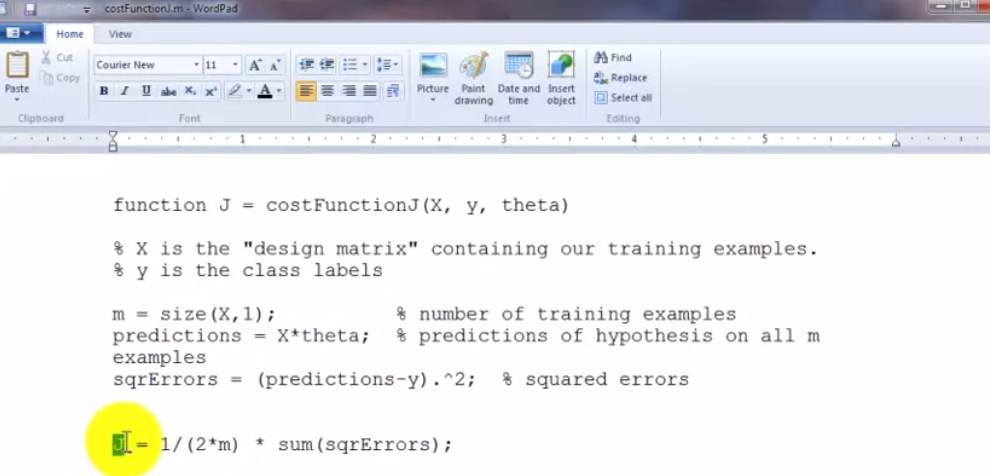 costFunctionJ.m - WordPad
Home View
Cut
Copy
Paste
Clipboard
Courier New 11
B I U abc X₂ X² A
Font
Paragraph
Picture
Paint drawing
Date and time
Insert object
Insert
Find
Replace
Select all
Editing
1 2 3 4 5
function J = costFunctionJ(X, y, theta)
% X is the "design matrix" containing our training examples.
% y is the class labels
m = size(X,1); % number of training examples
predictions = X*theta; % predictions of hypothesis on all m
examples
sqrErrors = (predictions-y).^2; % squared errors
J = 1/(2*m) * sum(sqrErrors);